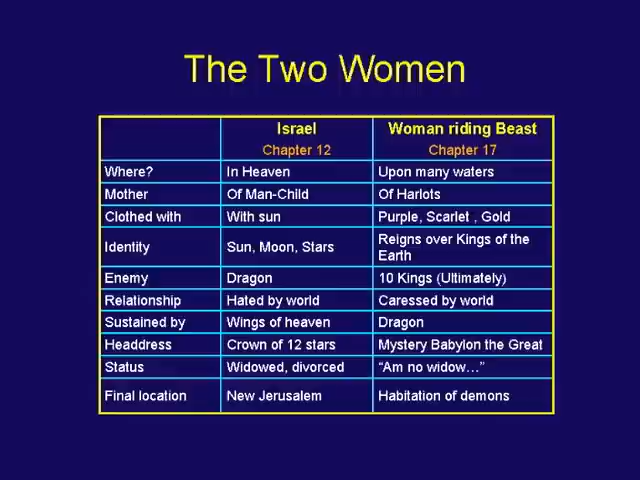 The Two Women
Israel Woman riding Beast
Chapter 12 Chapter 17
Where? In Heaven Upon many waters
Mother Of Man-Child Of Harlots
Clothed with With sun Purple, Scarlet , Gold
Identity Sun, Moon, Stars Reigns over Kings of the
Earth
Enemy Dragon 10 Kings (Ultimately)
Relationship Hated by world Caressed by world
Sustained by Wings of heaven Dragon
Headdress Crown of 12 stars Mystery Babylon the Great
Status Widowed, divorced “Am no widow…”
Final location New Jerusalem Habitation of demons